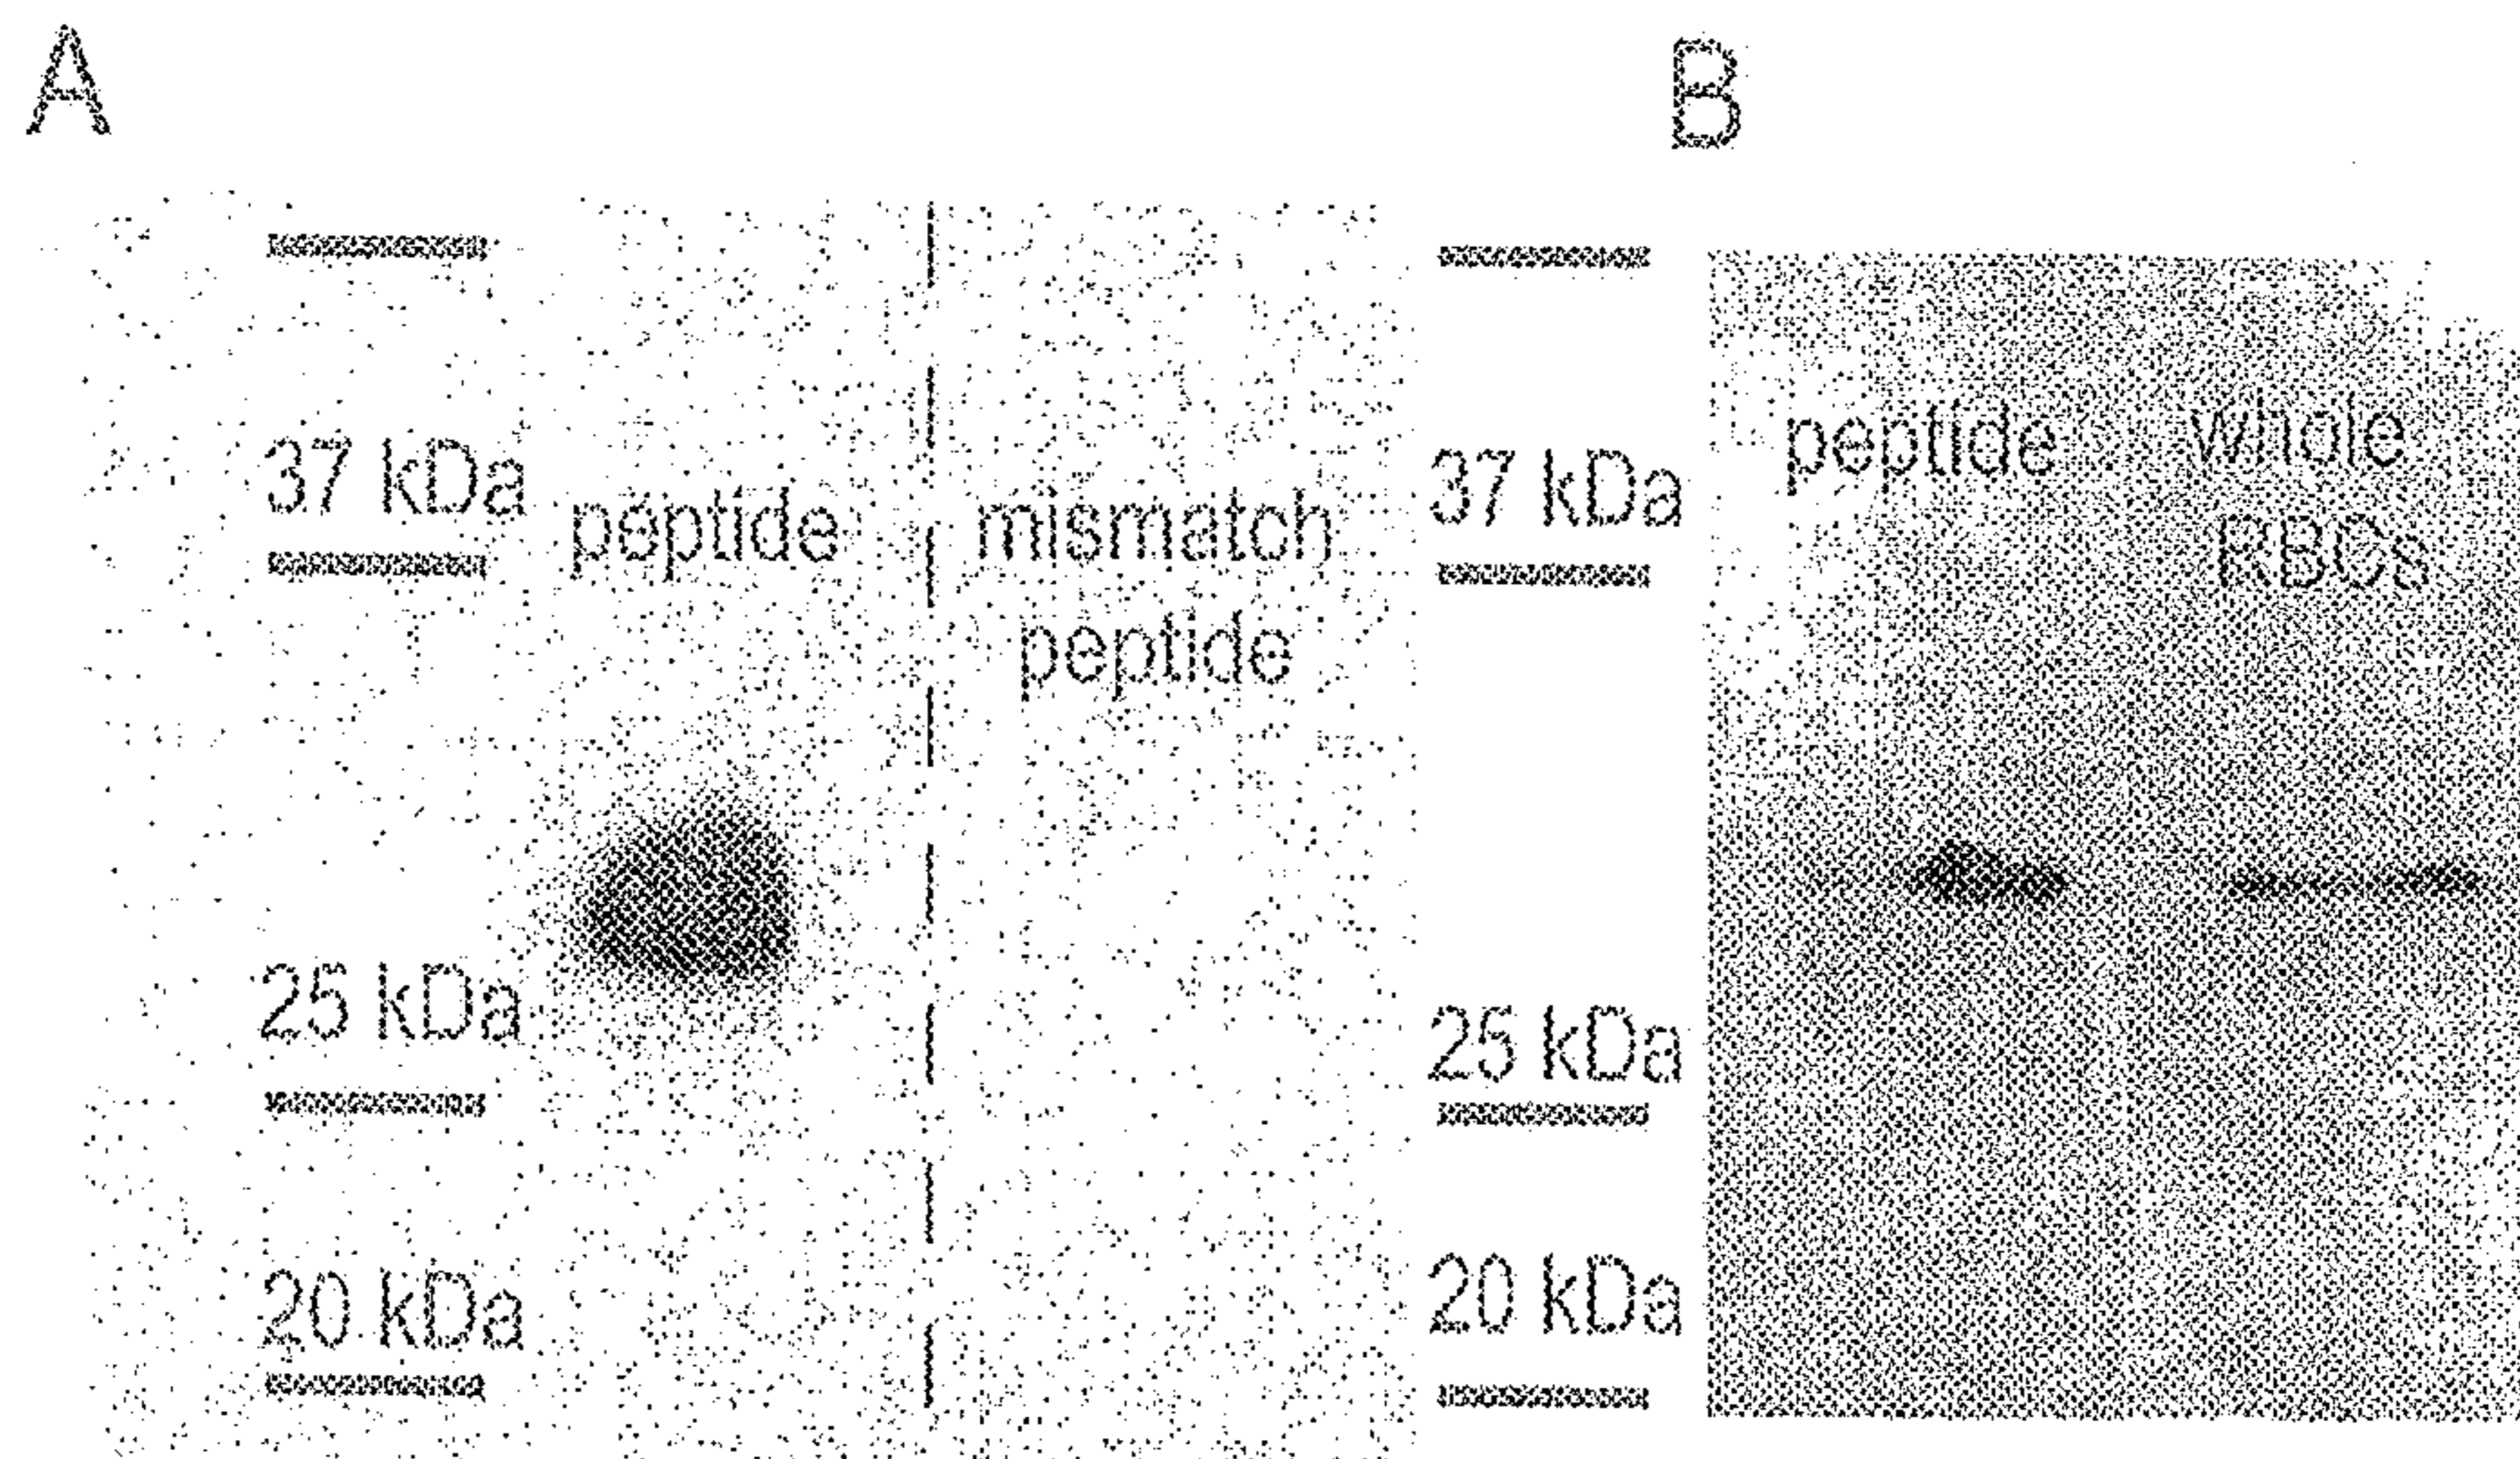 A
B
37 kDa
peptide
mismatch
peptide
25 kDa
20 kDa
37 kDa
peptide
whole
RBCs
25 kDa
20 kDa